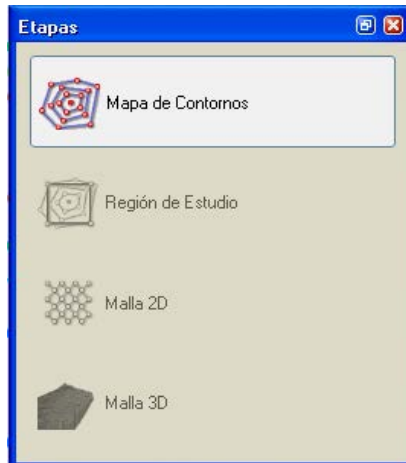 Etapas
Mapa de Contornos
Región de Estudio
Malla 2D
Malla 3D